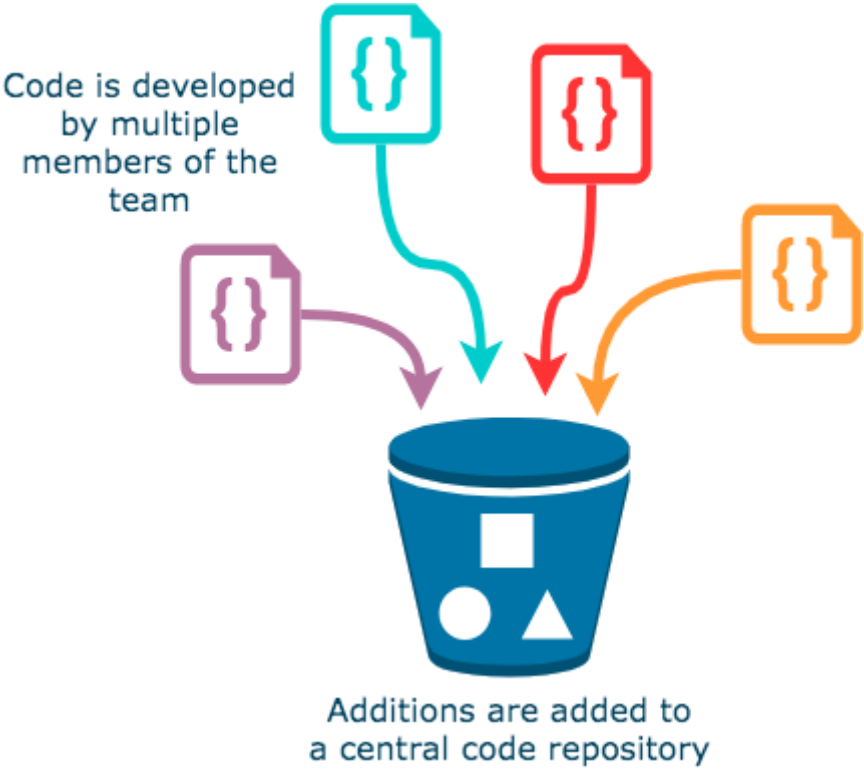 Code is developed
by multiple
members of the
team
{}
{}
{}
{}
Additions are added to
a central code repository